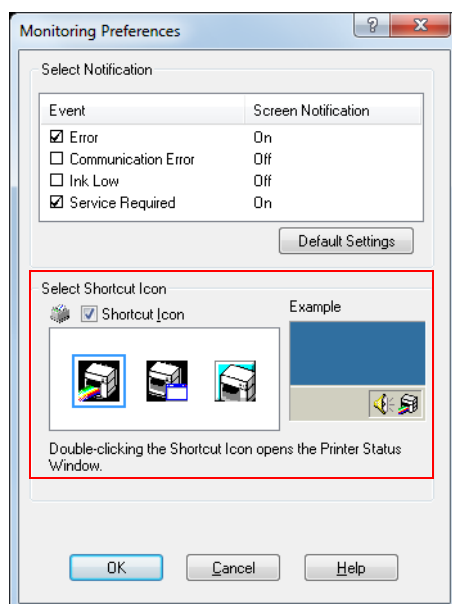 Monitoring Preferences
Select Notification
Event Screen Notification
Error On
Communication Error Off
Ink Low Off
Service Required On
Default Settings
Select Shortcut Icon
Shortcut Icon
Example
Double-clicking the Shortcut Icon opens the Printer Status
Window.
OK Cancel Help